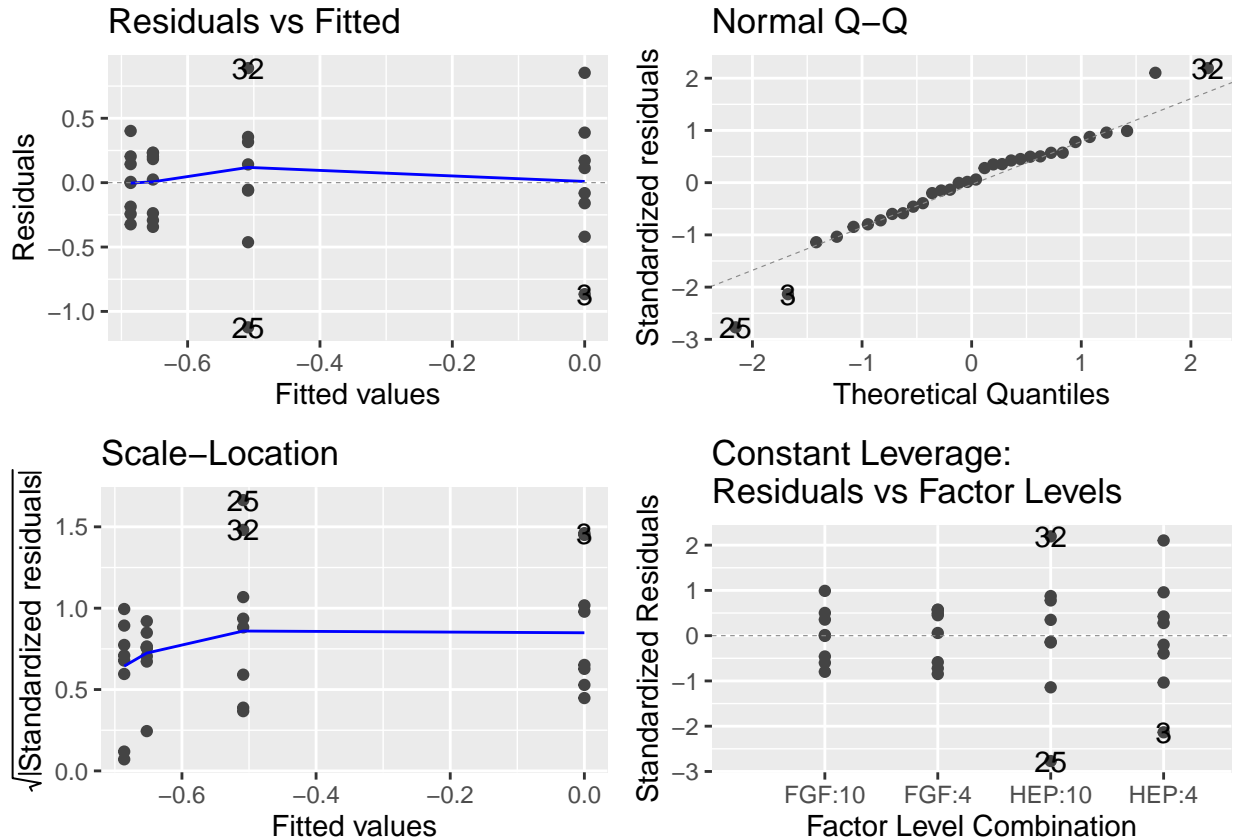 Residuals vs Fitted
32
0.5
0.0
−0.5
−1.0
3
25
−0.6
−0.4
−0.2
0.0
Fitted values
Residuals
Normal Q−Q
32
2
1
0
−1
−2
−3
3
25
−2
−1
0
1
2
Theoretical Quantiles
Standardized residuals
Scale−Location
25
32
3
1.5
1.0
0.5
0.0
−0.6
−0.4
−0.2
0.0
Fitted values
√|Standardized residuals|
Constant Leverage:
Residuals vs Factor Levels
32
2
1
0
−1
−2
−3
3
25
FGF:10
FGF:4
HEP:10
HEP:4
Factor Level Combination
Standardized Residuals